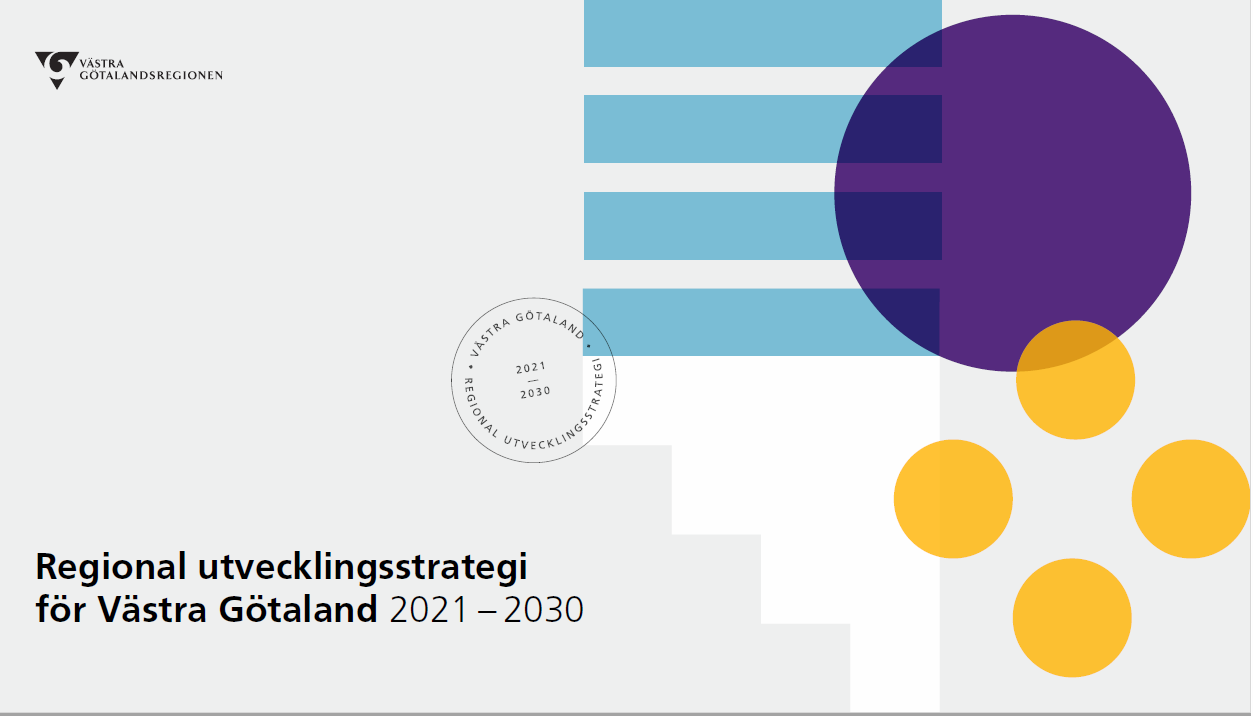 VÄSTRA
GÖTALANDSREGIONEN
• VÄSTRA GÖTALAND •
2021
—
2030
REGIONAL UTVECKLINGSSTRATEGI
Regional utvecklingsstrategi
för Västra Götaland 2021 – 2030